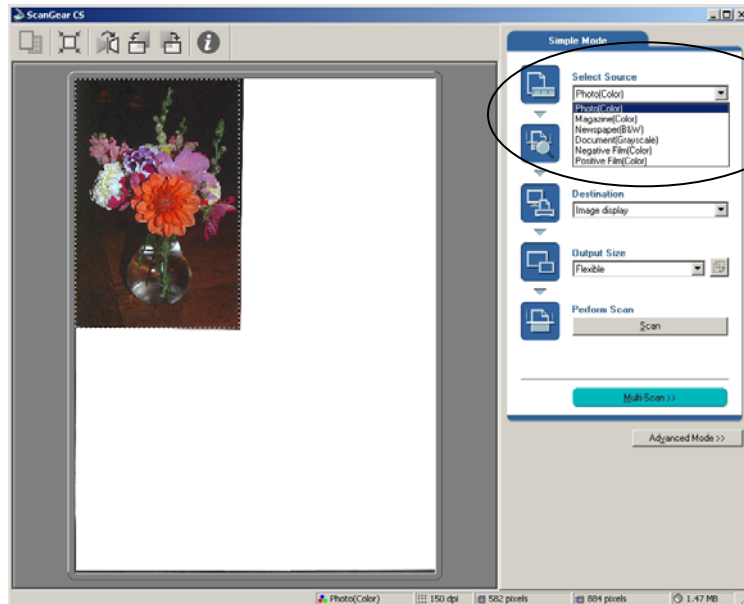 ScanGear CS
Simple Mode
Select Source
Photo(Color)
Photo(Color)
Magazine(Color)
Newspaper(B&W)
Document(Grayscale)
Negative Film(Color)
Positive Film(Color)
Destination
Image display
Output Size
Flexible
Perform Scan
Scan
Multi-Scan >>
Advanced Mode >>
Photo(Color) 150 dpi 582 pixels 884 pixels 1.47 MB